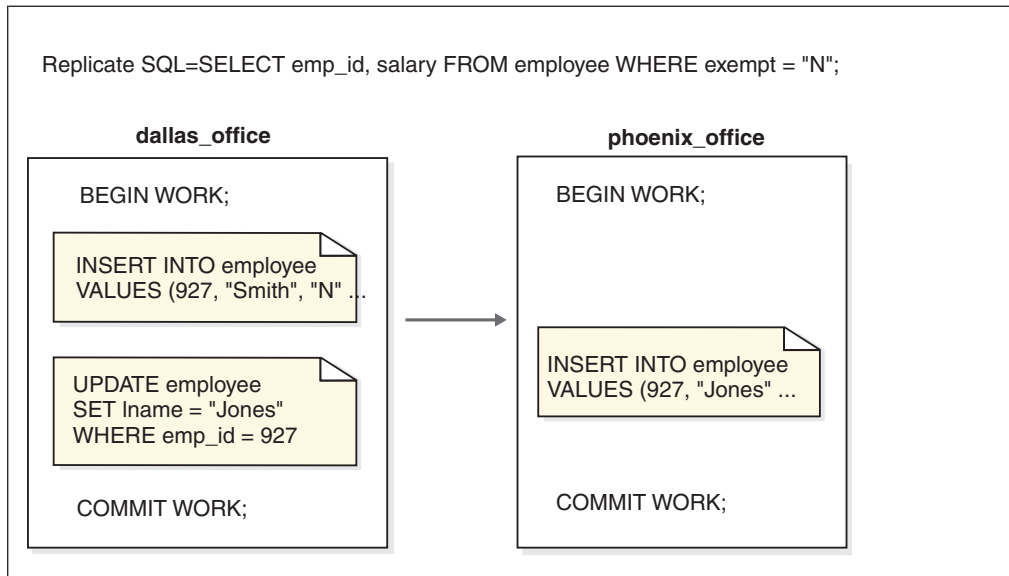 Replicate SQL=SELECT emp_id, salary FROM employee WHERE exempt = "N";
dallas_office
BEGIN WORK;
INSERT INTO employee
VALUES (927, "Smith", "N" ...
UPDATE employee
SET lname = "Jones"
WHERE emp_id = 927
COMMIT WORK;
phoenix_office
BEGIN WORK;
INSERT INTO employee
VALUES (927, "Jones" ...
COMMIT WORK;